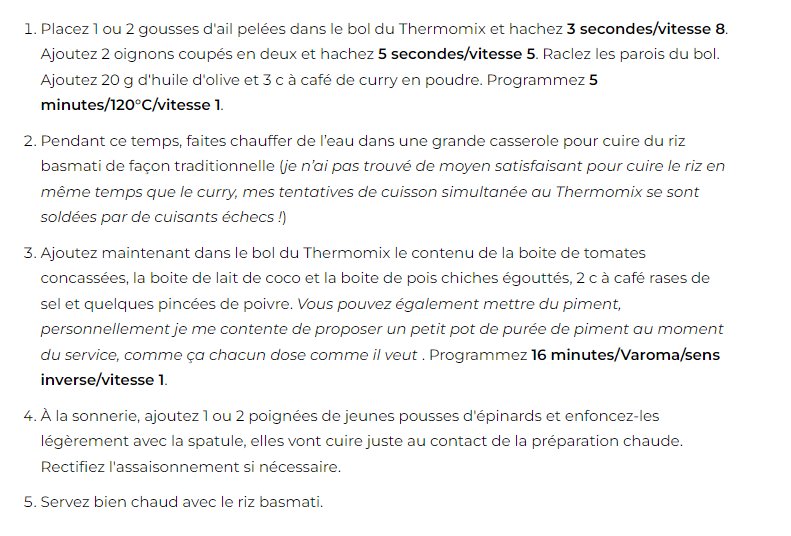 1. Placez 1 ou 2 gousses d'ail pelées dans le bol du Thermomix et hachez 3 secondes/vitesse 8.
Ajoutez 2 oignons coupés en deux et hachez 5 secondes/vitesse 5. Raclez les parois du bol.
Ajoutez 20 g d'huile d'olive et 3 c à café de curry en poudre. Programmez 5
minutes/120°C/vitesse 1.
2. Pendant ce temps, faites chauffer de l’eau dans une grande casserole pour cuire du riz
basmati de façon traditionnelle (je n’ai pas trouvé de moyen satisfaisant pour cuire le riz en
même temps que le curry, mes tentatives de cuisson simultanée au Thermomix se sont
soldées par de cuisants échecs !)
3. Ajoutez maintenant dans le bol du Thermomix le contenu de la boite de tomates
concassées, la boite de lait de coco et la boite de pois chiches égouttés, 2 c à café rases de
sel et quelques pincées de poivre. Vous pouvez également mettre du piment,
personnellement je me contente de proposer un petit pot de purée de piment au moment
du service, comme ça chacun dose comme il veut . Programmez 16 minutes/Varoma/sens
inverse/vitesse 1.
4. À la sonnerie, ajoutez 1 ou 2 poignées de jeunes pousses d'épinards et enfoncez-les
légèrement avec la spatule, elles vont cuire juste au contact de la préparation chaude.
Rectifiez l'assaisonnement si nécessaire.
5. Servez bien chaud avec le riz basmati.